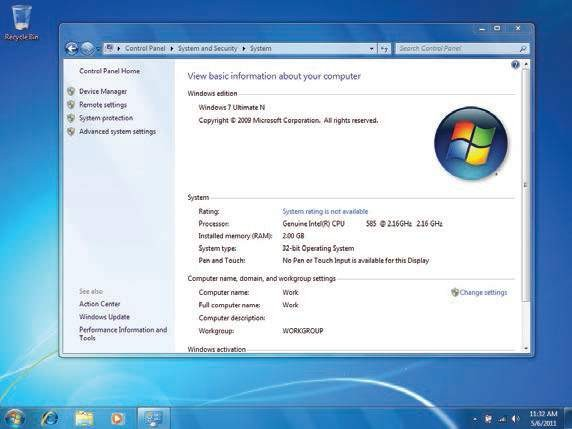 Recycle Bin
Control Panel System and Security System
Search Control Panel
Control Panel Home
Device Manager
Remote settings
System protection
Advanced system settings
See also
Action Center
Windows Update
Performance Information and
Tools
View basic information about your computer
Windows edition
Windows 7 Ultimate N
Copyright © 2009 Microsoft Corporation. All rights reserved.
System
Rating: System rating is not available
Processor: Genuine Intel(R) CPU 585 @ 2.16GHz 2.16 GHz
Installed memory (RAM): 2.00 GB
System type: 32-bit Operating System
Pen and Touch: No Pen or Touch Input is available for this Display
Computer name, domain, and workgroup settings
Computer name: Work
Change settings
Full computer name: Work
Computer description:
Workgroup: WORKGROUP
Windows activation
11:32 AM
5/6/2011